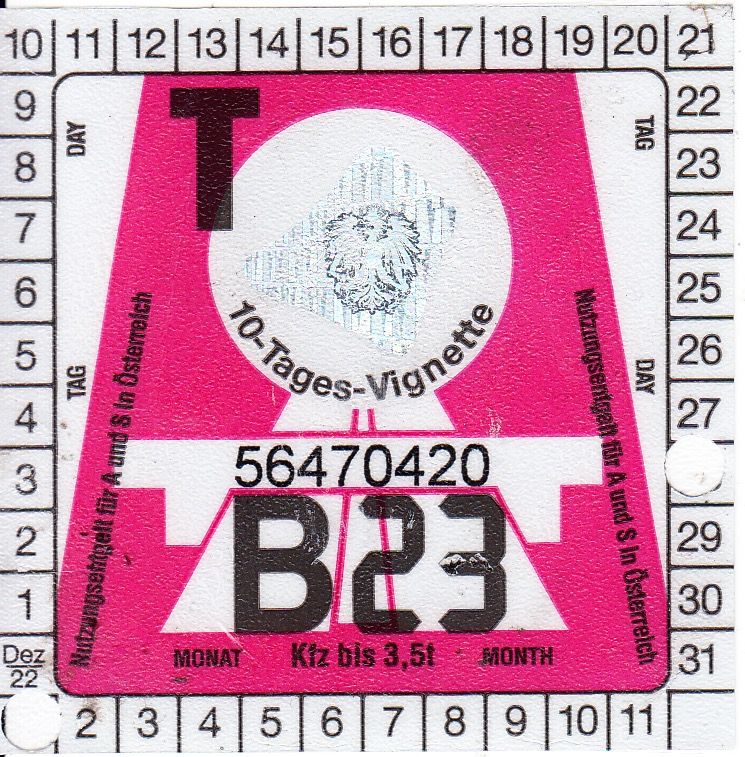 10 11 12 13 14 15 16 17 18 19 20 21
9
8
7
6
5
4
3
2
1
Dez
22
DAY
TAG
T
TAG
DAY
22
23
24
25
26
27
29
30
31
10-Tages-Vignette
Nutzungsentgelt für A und S in Österreich
Nutzungsentgelt für A und S in Österreich
56470420
B23
MONAT Kfz bis 3,5t MONTH
2 3 4 5 6 7 8 9 10 11